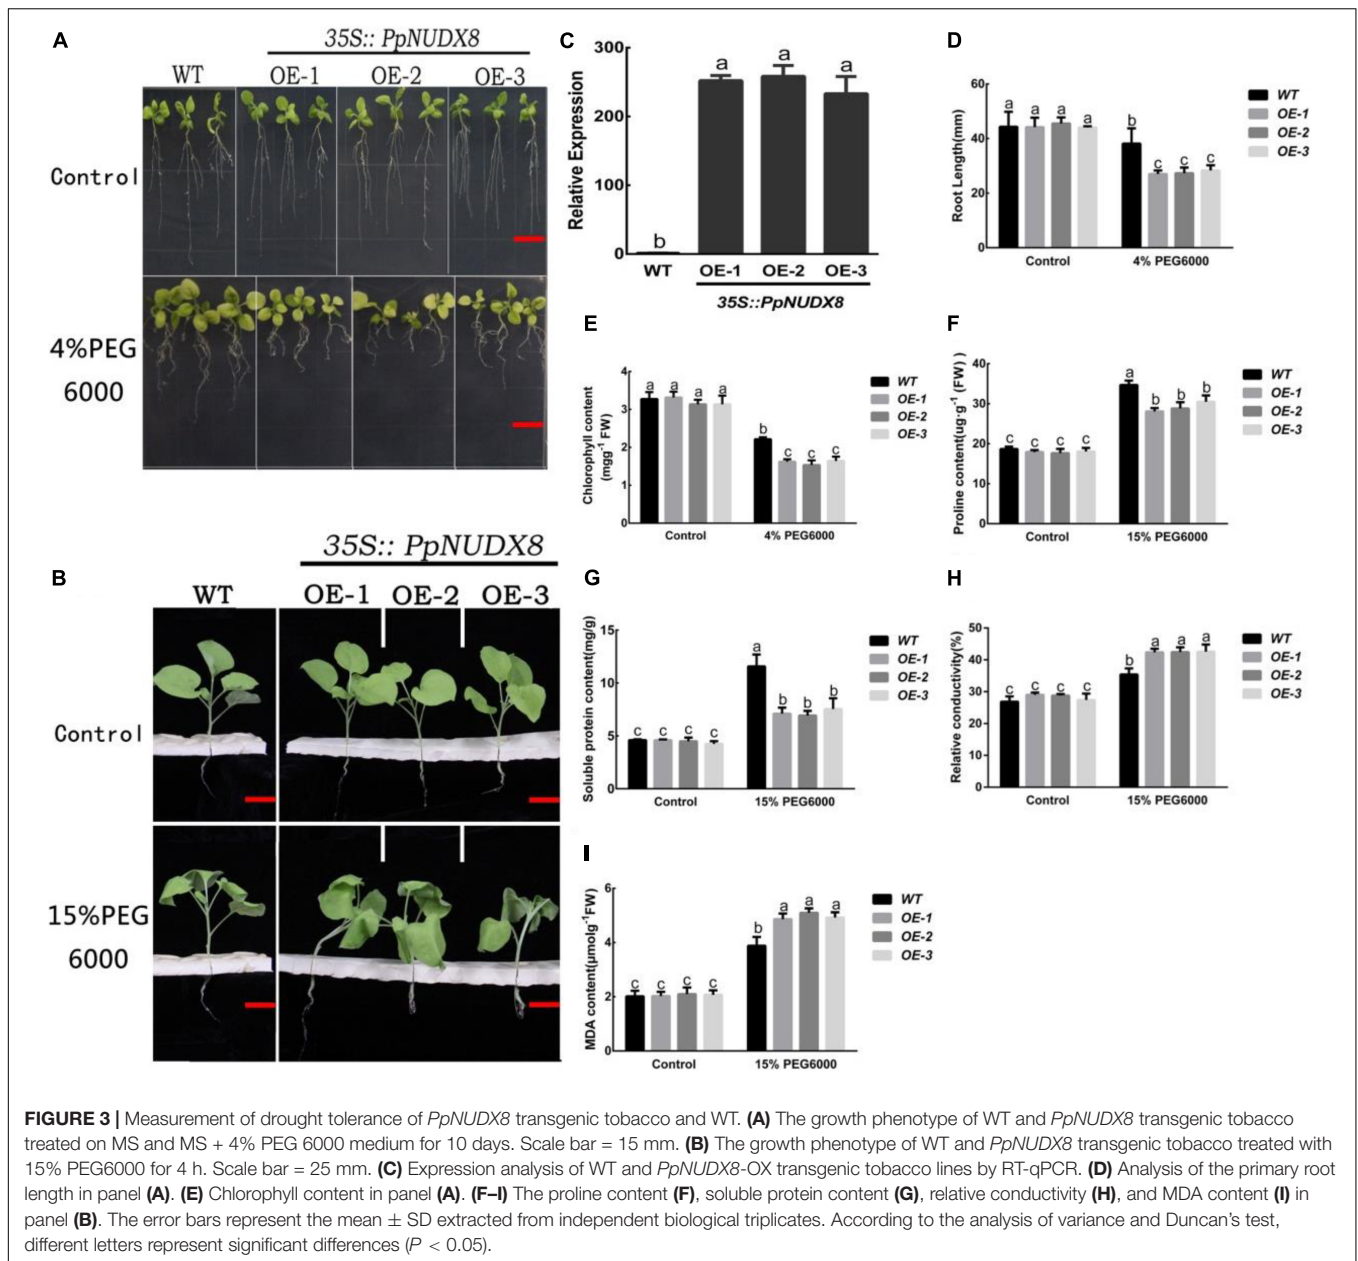 A
35S:: PpNUDX8
WT OE-1 OE-2 OE-3
Control
4%PEG
6000
B
35S:: PpNUDX8
WT OE-1 OE-2 OE-3
Control
15%PEG
6000
C
Relative Expression
300
200
100
0
b a a a
WT OE-1 OE-2 OE-3
35S::PpNUDX8
D
Root Length(mm)
60
40
20
0
a a a a b c c c
Control 4% PEG6000
WT
OE-1
OE-2
OE-3
E
Chlorophyll content
(mgg⁻¹ FW)
4
3
2
1
0
a a a a b c c c
Control 4% PEG6000
WT
OE-1
OE-2
OE-3
F
Proline content(ug·g⁻¹ (FW) )
40
30
20
10
0
c c c c a b b b
Control 15% PEG6000
WT
OE-1
OE-2
OE-3
G
Soluble protein content(mg/g)
15
10
5
0
c c c c a b b b
Control 15% PEG6000
WT
OE-1
OE-2
OE-3
H
Relative conductivity(%)
50
40
30
20
10
0
c c c c b a a a
Control 15% PEG6000
WT
OE-1
OE-2
OE-3
I
MDA content(μmolg⁻¹FW)
6
4
2
0
c c c c b a a a
Control 15% PEG6000
WT
OE-1
OE-2
OE-3
FIGURE 3 | Measurement of drought tolerance of PpNUDX8 transgenic tobacco and WT. (A) The growth phenotype of WT and PpNUDX8 transgenic tobacco
treated on MS and MS + 4% PEG 6000 medium for 10 days. Scale bar = 15 mm. (B) The growth phenotype of WT and PpNUDX8 transgenic tobacco treated with
15% PEG6000 for 4 h. Scale bar = 25 mm. (C) Expression analysis of WT and PpNUDX8-OX transgenic tobacco lines by RT-qPCR. (D) Analysis of the primary root
length in panel (A). (E) Chlorophyll content in panel (A). (F–I) The proline content (F), soluble protein content (G), relative conductivity (H), and MDA content (I) in
panel (B). The error bars represent the mean ± SD extracted from independent biological triplicates. According to the analysis of variance and Duncan's test,
different letters represent significant differences (P < 0.05).